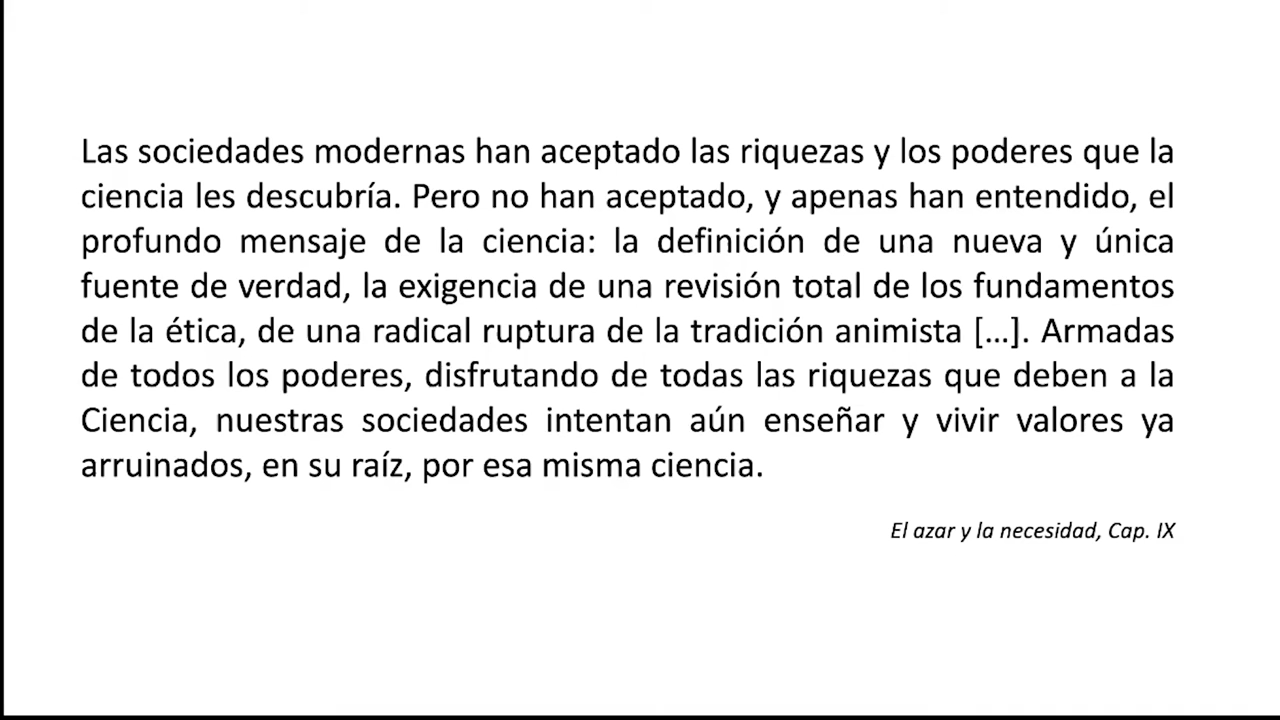 Las sociedades modernas han aceptado las riquezas y los poderes que la
ciencia les descubría. Pero no han aceptado, y apenas han entendido, el
profundo mensaje de la ciencia: la definición de una nueva y única
fuente de verdad, la exigencia de una revisión total de los fundamentos
de la ética, de una radical ruptura de la tradición animista [...]. Armadas
de todos los poderes, disfrutando de todas las riquezas que deben a la
Ciencia, nuestras sociedades intentan aún enseñar y vivir valores ya
arruinados, en su raíz, por esa misma ciencia.
El azar y la necesidad, Cap. IX